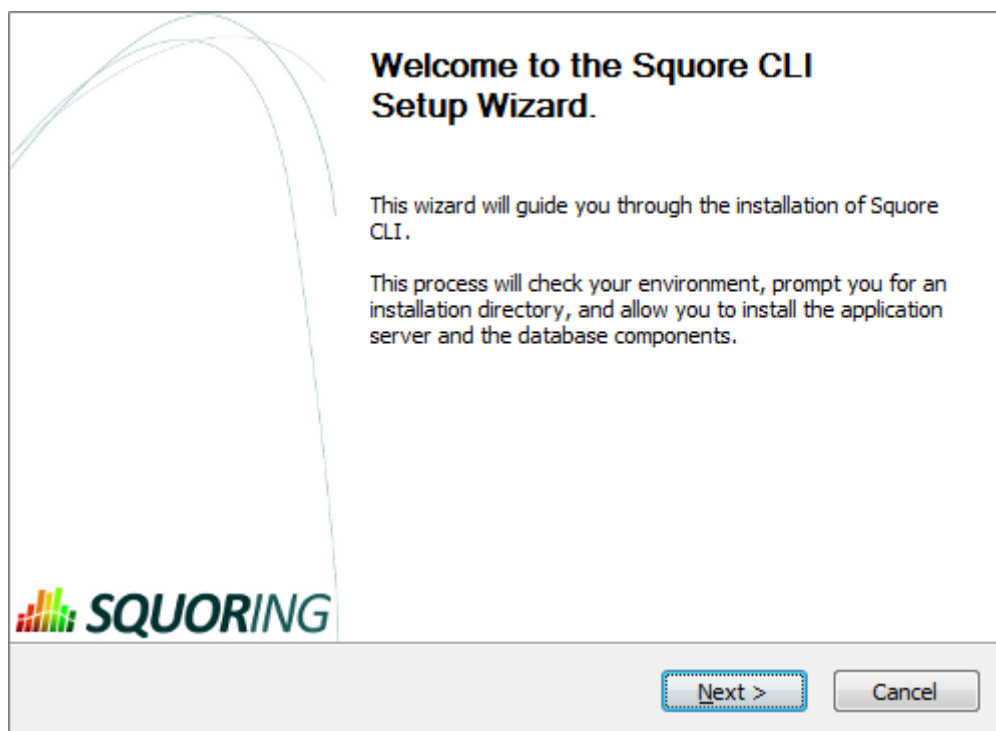 Welcome to the Squore CLI
Setup Wizard.
This wizard will guide you through the installation of Squore
CLI.
This process will check your environment, prompt you for an
installation directory, and allow you to install the application
server and the database components.
SQUORING
Next >
Cancel